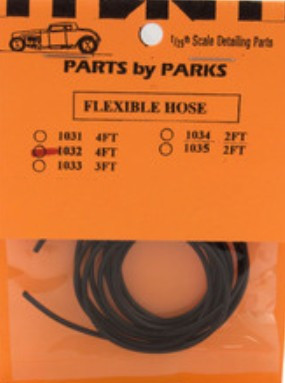 1/25th Scale Detailing Parts
PARTS by PARKS
FLEXIBLE HOSE
1031 4FT
1032 4FT
1033 3FT
1034 2FT
1035 2FT